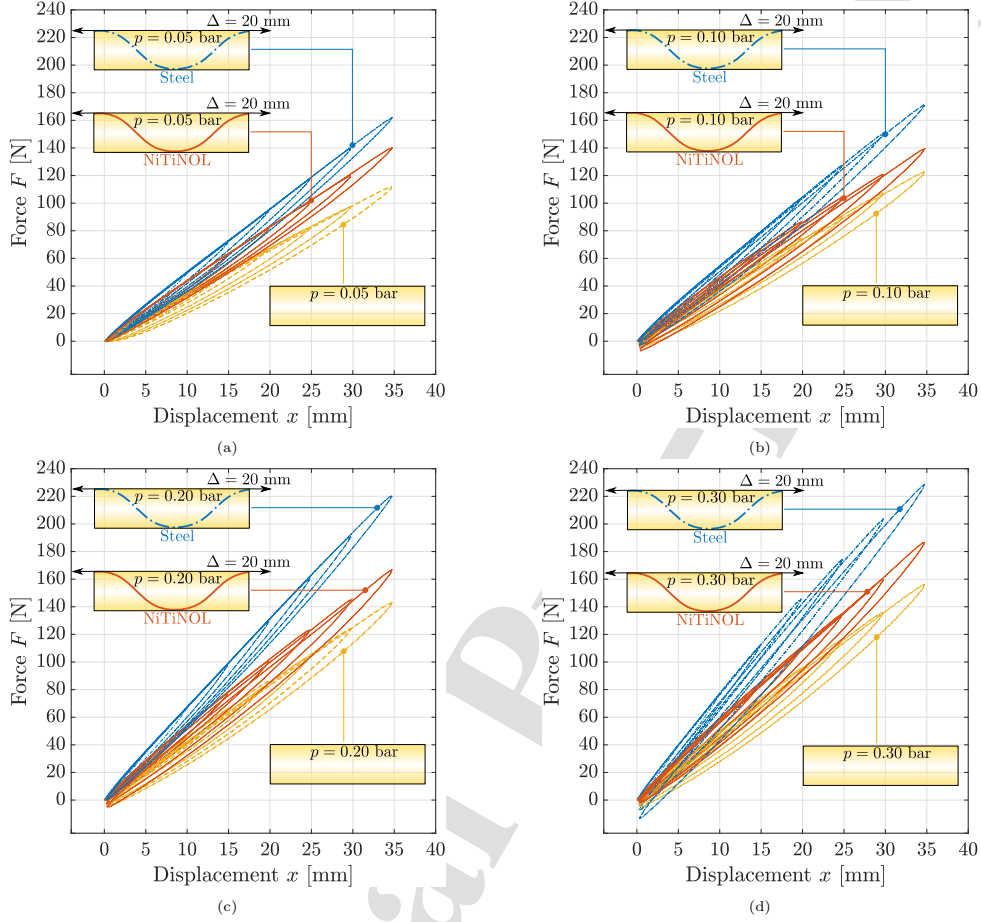 240
220
200
180
160
140
120
100
80
60
40
20
0
Force F [N]
Δ = 20 mm
p = 0.05 bar
Steel
Δ = 20 mm
p = 0.05 bar
NiTiNOL
p = 0.05 bar
0 5 10 15 20 25 30 35 40
Displacement x [mm]
(a)
240
220
200
180
160
140
120
100
80
60
40
20
0
Force F [N]
Δ = 20 mm
p = 0.10 bar
Steel
Δ = 20 mm
p = 0.10 bar
NiTiNOL
p = 0.10 bar
0 5 10 15 20 25 30 35 40
Displacement x [mm]
(b)
240
220
200
180
160
140
120
100
80
60
40
20
0
Force F [N]
Δ = 20 mm
p = 0.20 bar
Steel
Δ = 20 mm
p = 0.20 bar
NiTiNOL
p = 0.20 bar
0 5 10 15 20 25 30 35 40
Displacement x [mm]
(c)
240
220
200
180
160
140
120
100
80
60
40
20
0
Force F [N]
Δ = 20 mm
p = 0.30 bar
Steel
Δ = 20 mm
p = 0.30 bar
NiTiNOL
p = 0.30 bar
0 5 10 15 20 25 30 35 40
Displacement x [mm]
(d)